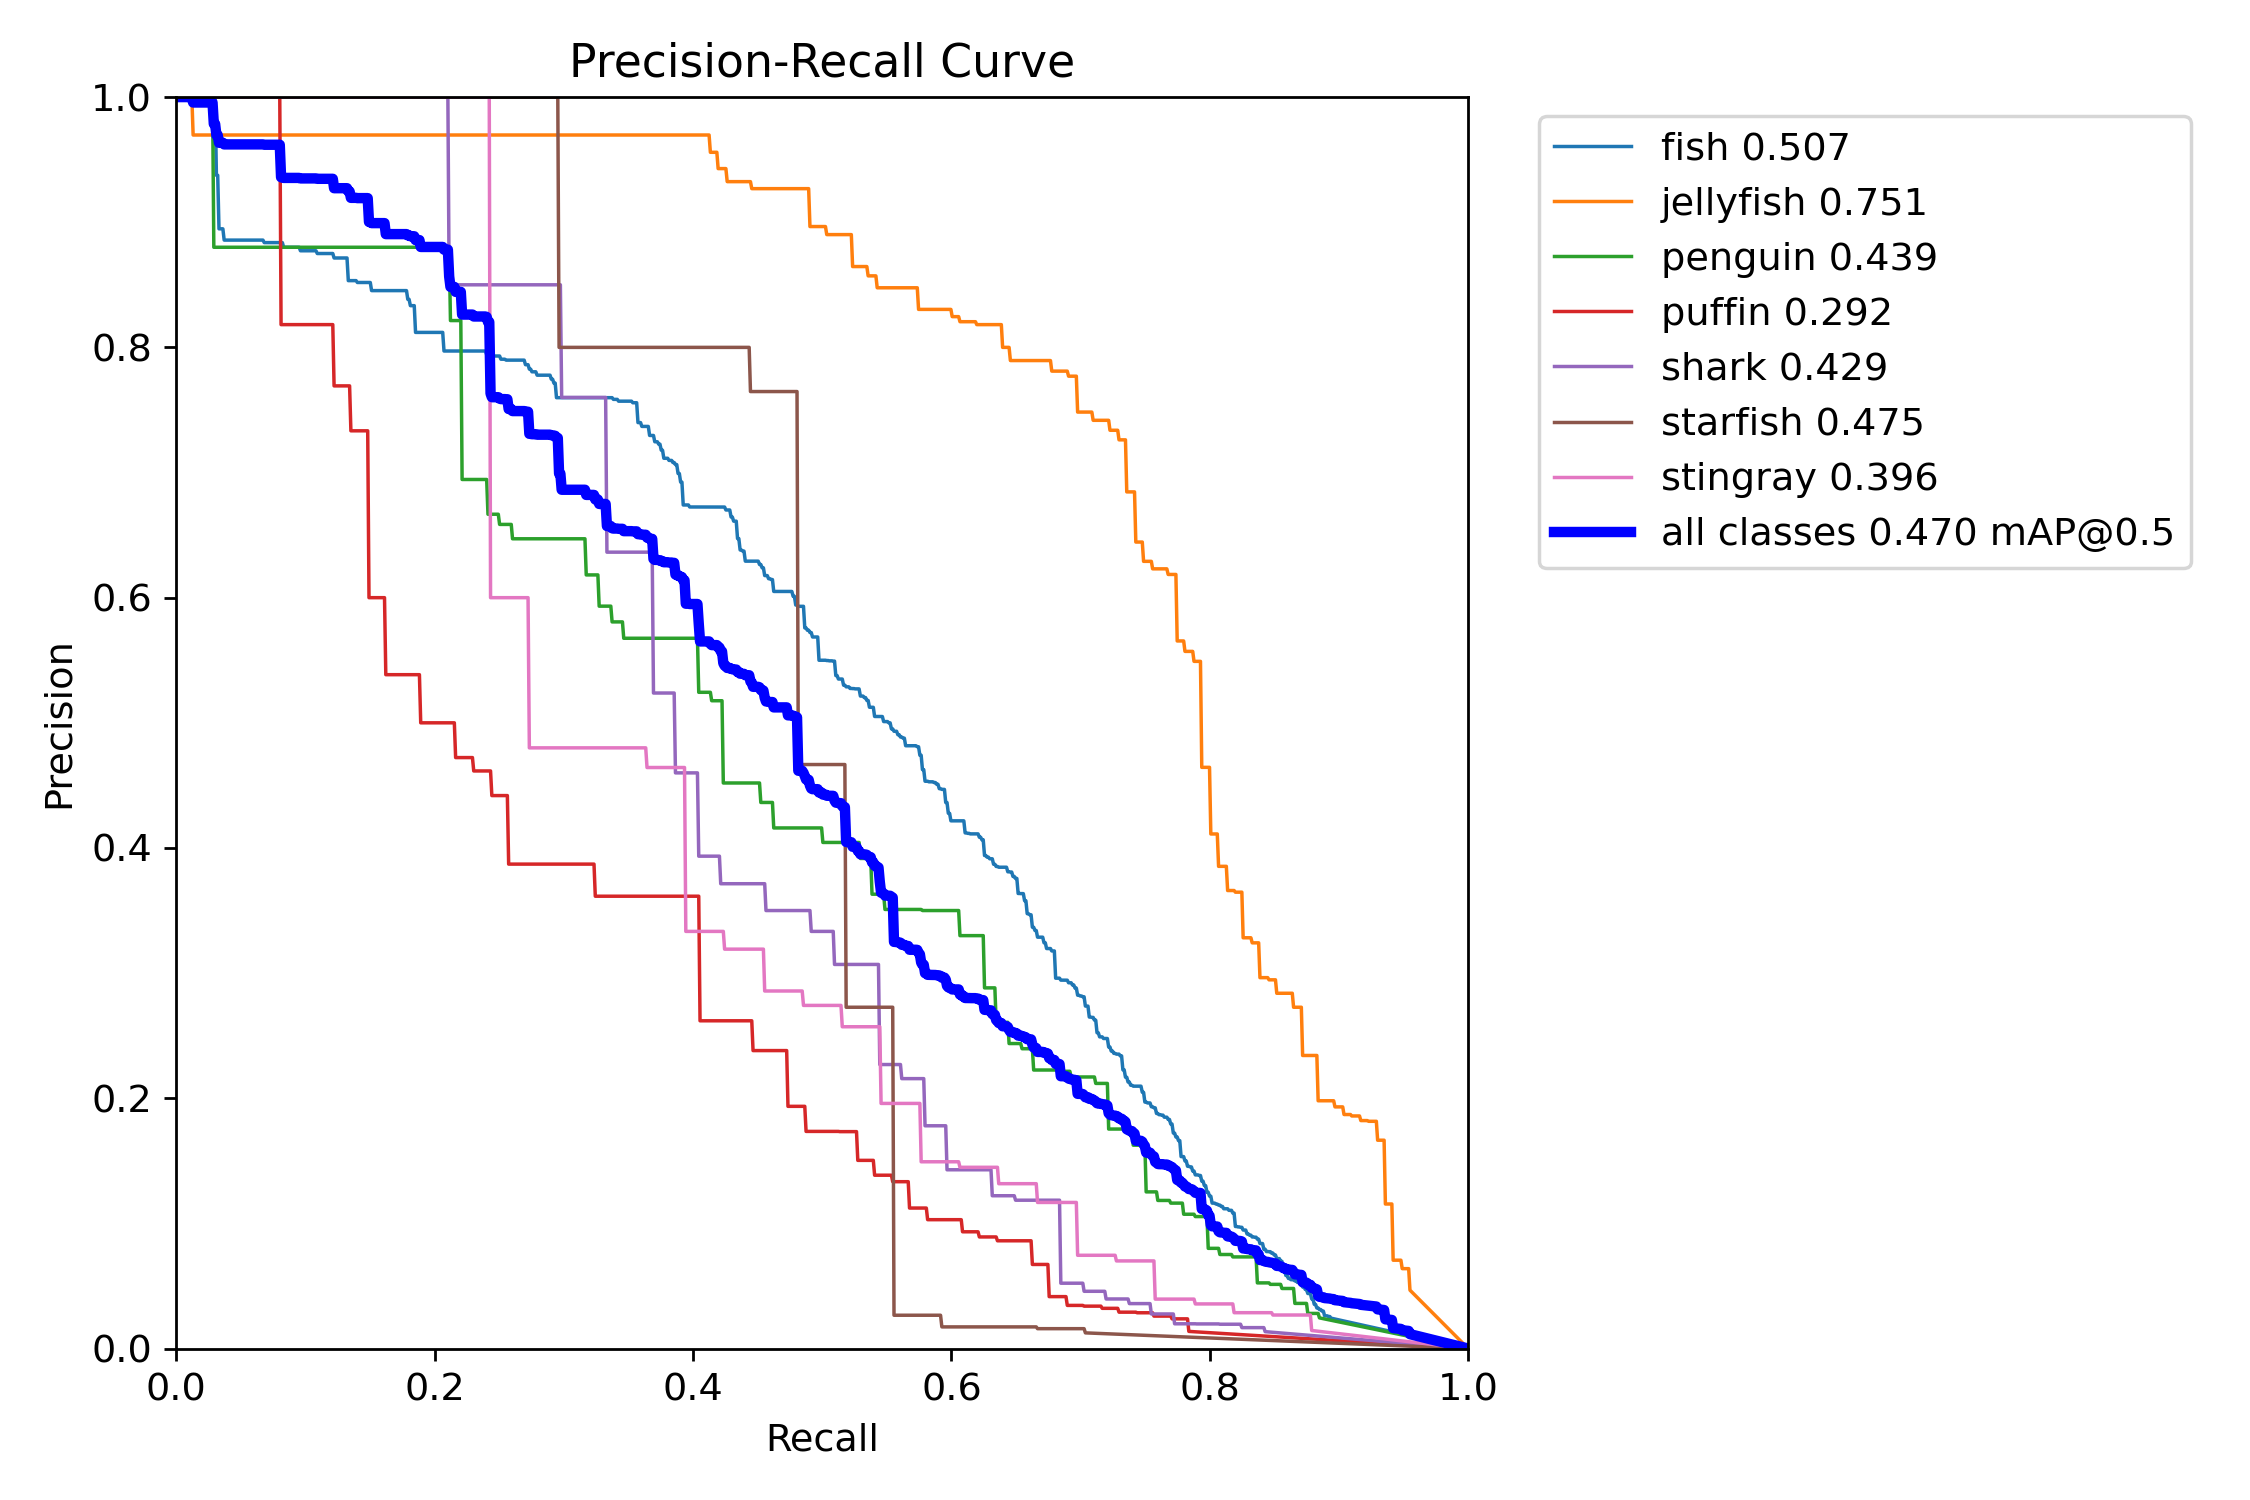 Precision-Recall Curve
1.0
0.8
0.6
0.4
0.2
0.0
Precision
0.0 0.2 0.4 0.6 0.8 1.0
Recall
fish 0.507
jellyfish 0.751
penguin 0.439
puffin 0.292
shark 0.429
starfish 0.475
stingray 0.396
all classes 0.470 mAP@0.5